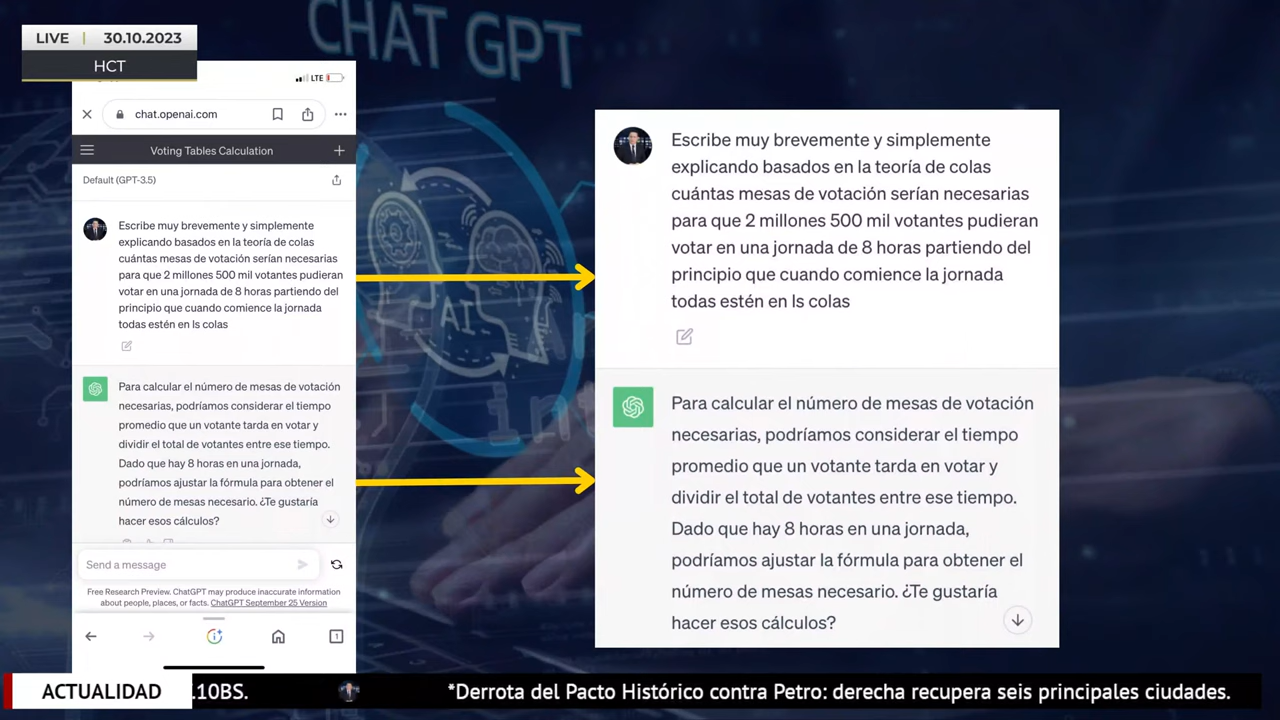 CHAT GPT
LIVE | 30.10.2023
HCT
LTE
chat.openai.com
Voting Tables Calculation
Default (GPT-3.5)
Escribe muy brevemente y simplemente
explicando basados en la teoría de colas
cuántas mesas de votación serían necesarias
para que 2 millones 500 mil votantes pudieran
votar en una jornada de 8 horas partiendo del
principio que cuando comience la jornada
todas estén en ls colas
Para calcular el número de mesas de votación
necesarias, podríamos considerar el tiempo
promedio que un votante tarda en votar y
dividir el total de votantes entre ese tiempo.
Dado que hay 8 horas en una jornada,
podríamos ajustar la fórmula para obtener el
número de mesas necesario. ¿Te gustaría
hacer esos cálculos?
Send a message
Free Research Preview. ChatGPT may produce inaccurate information
about people, places, or facts. ChatGPT September 25 Version
1
Escribe muy brevemente y simplemente
explicando basados en la teoría de colas
cuántas mesas de votación serían necesarias
para que 2 millones 500 mil votantes pudieran
votar en una jornada de 8 horas partiendo del
principio que cuando comience la jornada
todas estén en ls colas
Para calcular el número de mesas de votación
necesarias, podríamos considerar el tiempo
promedio que un votante tarda en votar y
dividir el total de votantes entre ese tiempo.
Dado que hay 8 horas en una jornada,
podríamos ajustar la fórmula para obtener el
número de mesas necesario. ¿Te gustaría
hacer esos cálculos?
AI
ACTUALIDAD .10BS. *Derrota del Pacto Histórico contra Petro: derecha recupera seis principales ciudades.